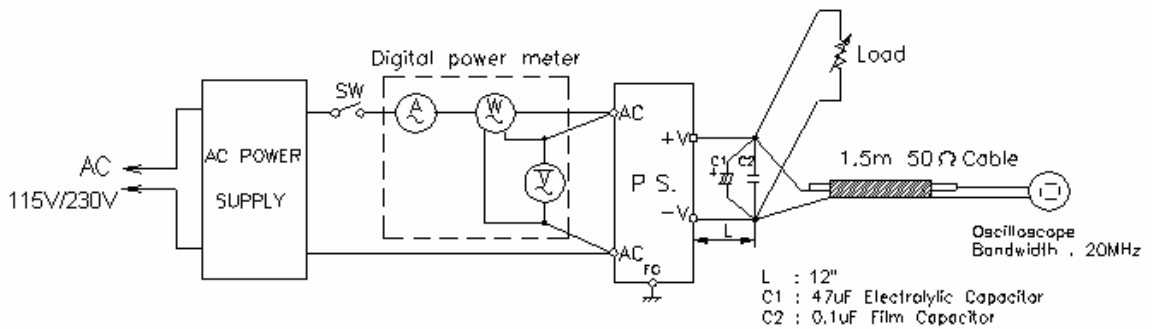 Digital power meter
SW
A
W
V
AC
115V/230V
AC POWER
SUPPLY
AC
AC
FG
P S.
+V
-V
C1
+
C2
L
Load
1.5m 50Ω Cable
Oscilloscope
Bandwidth . 20MHz
L : 12"
C1 : 47uF Electrolylic Capacitor
C2 : 0.1uF Film Capacitor